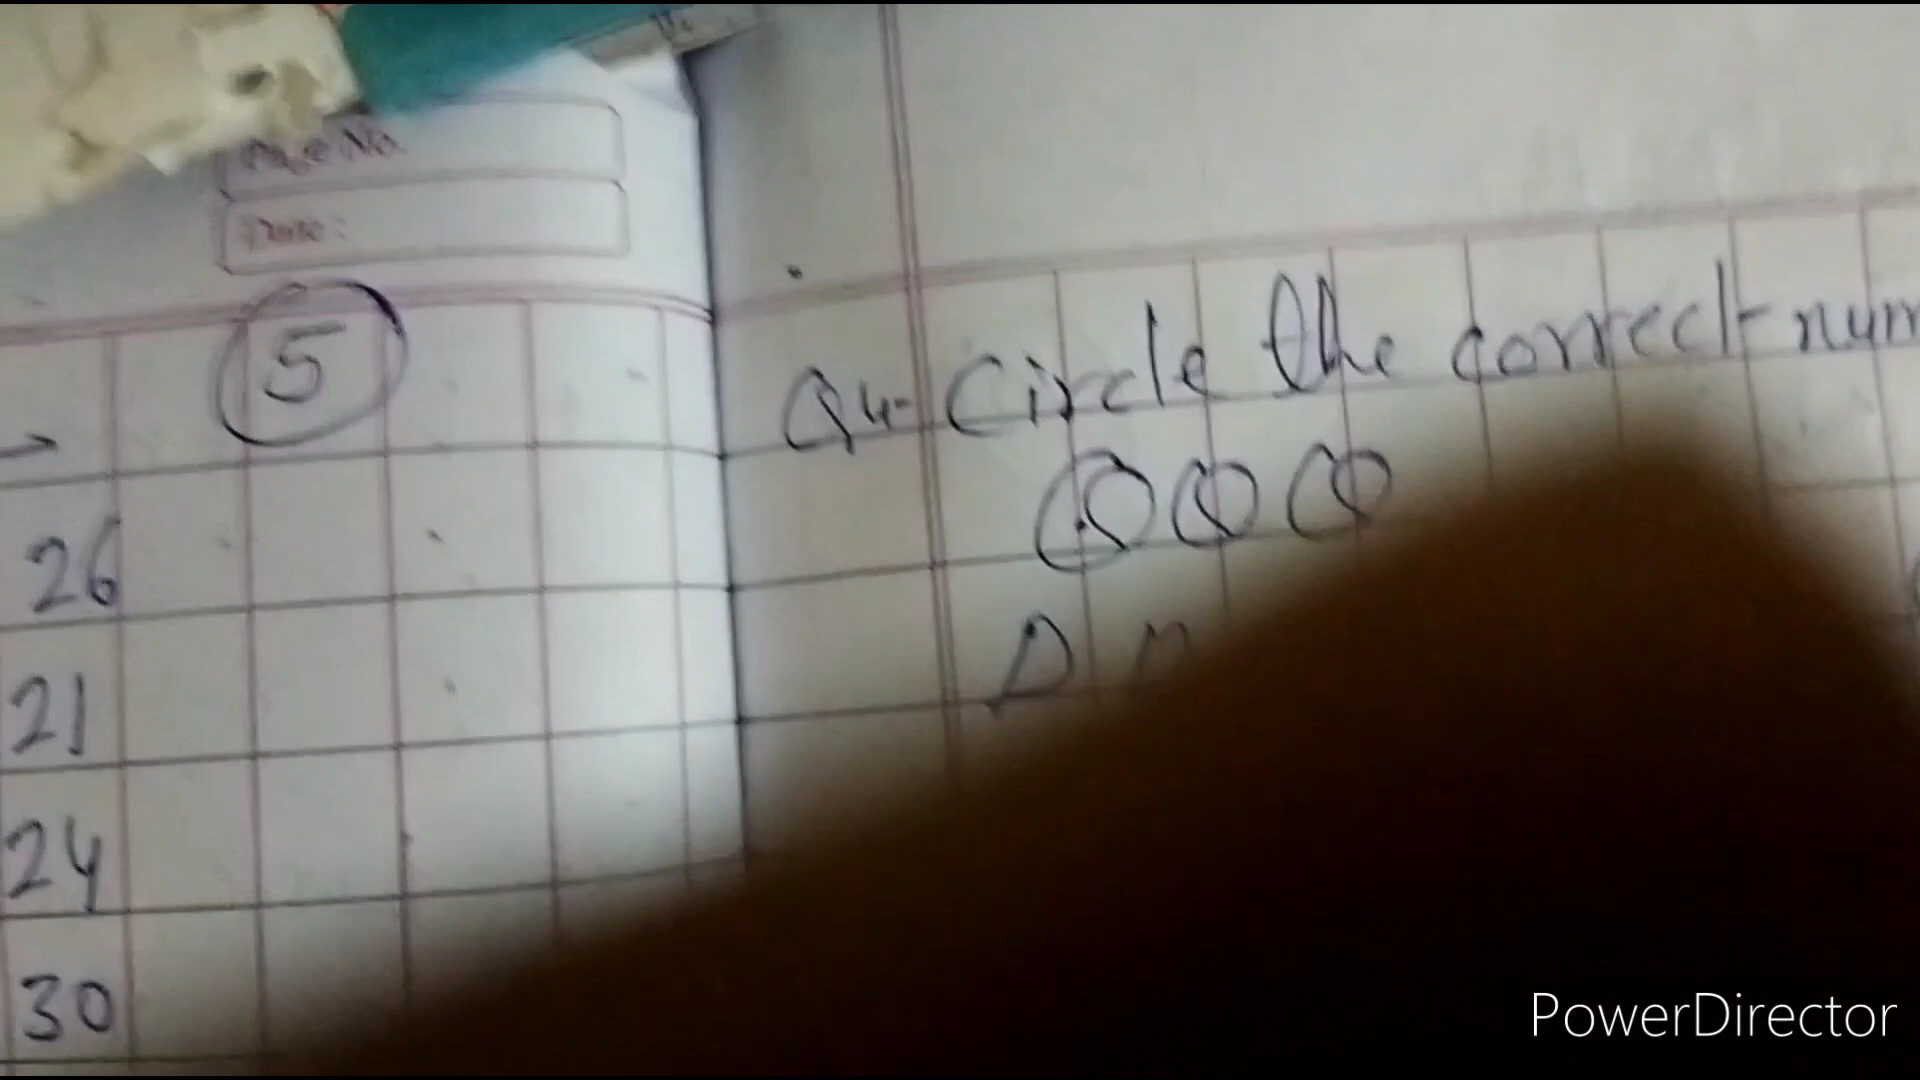 Page No.
Date:
5
26
21
24
30
Q4- Circle the correct num
PowerDirector